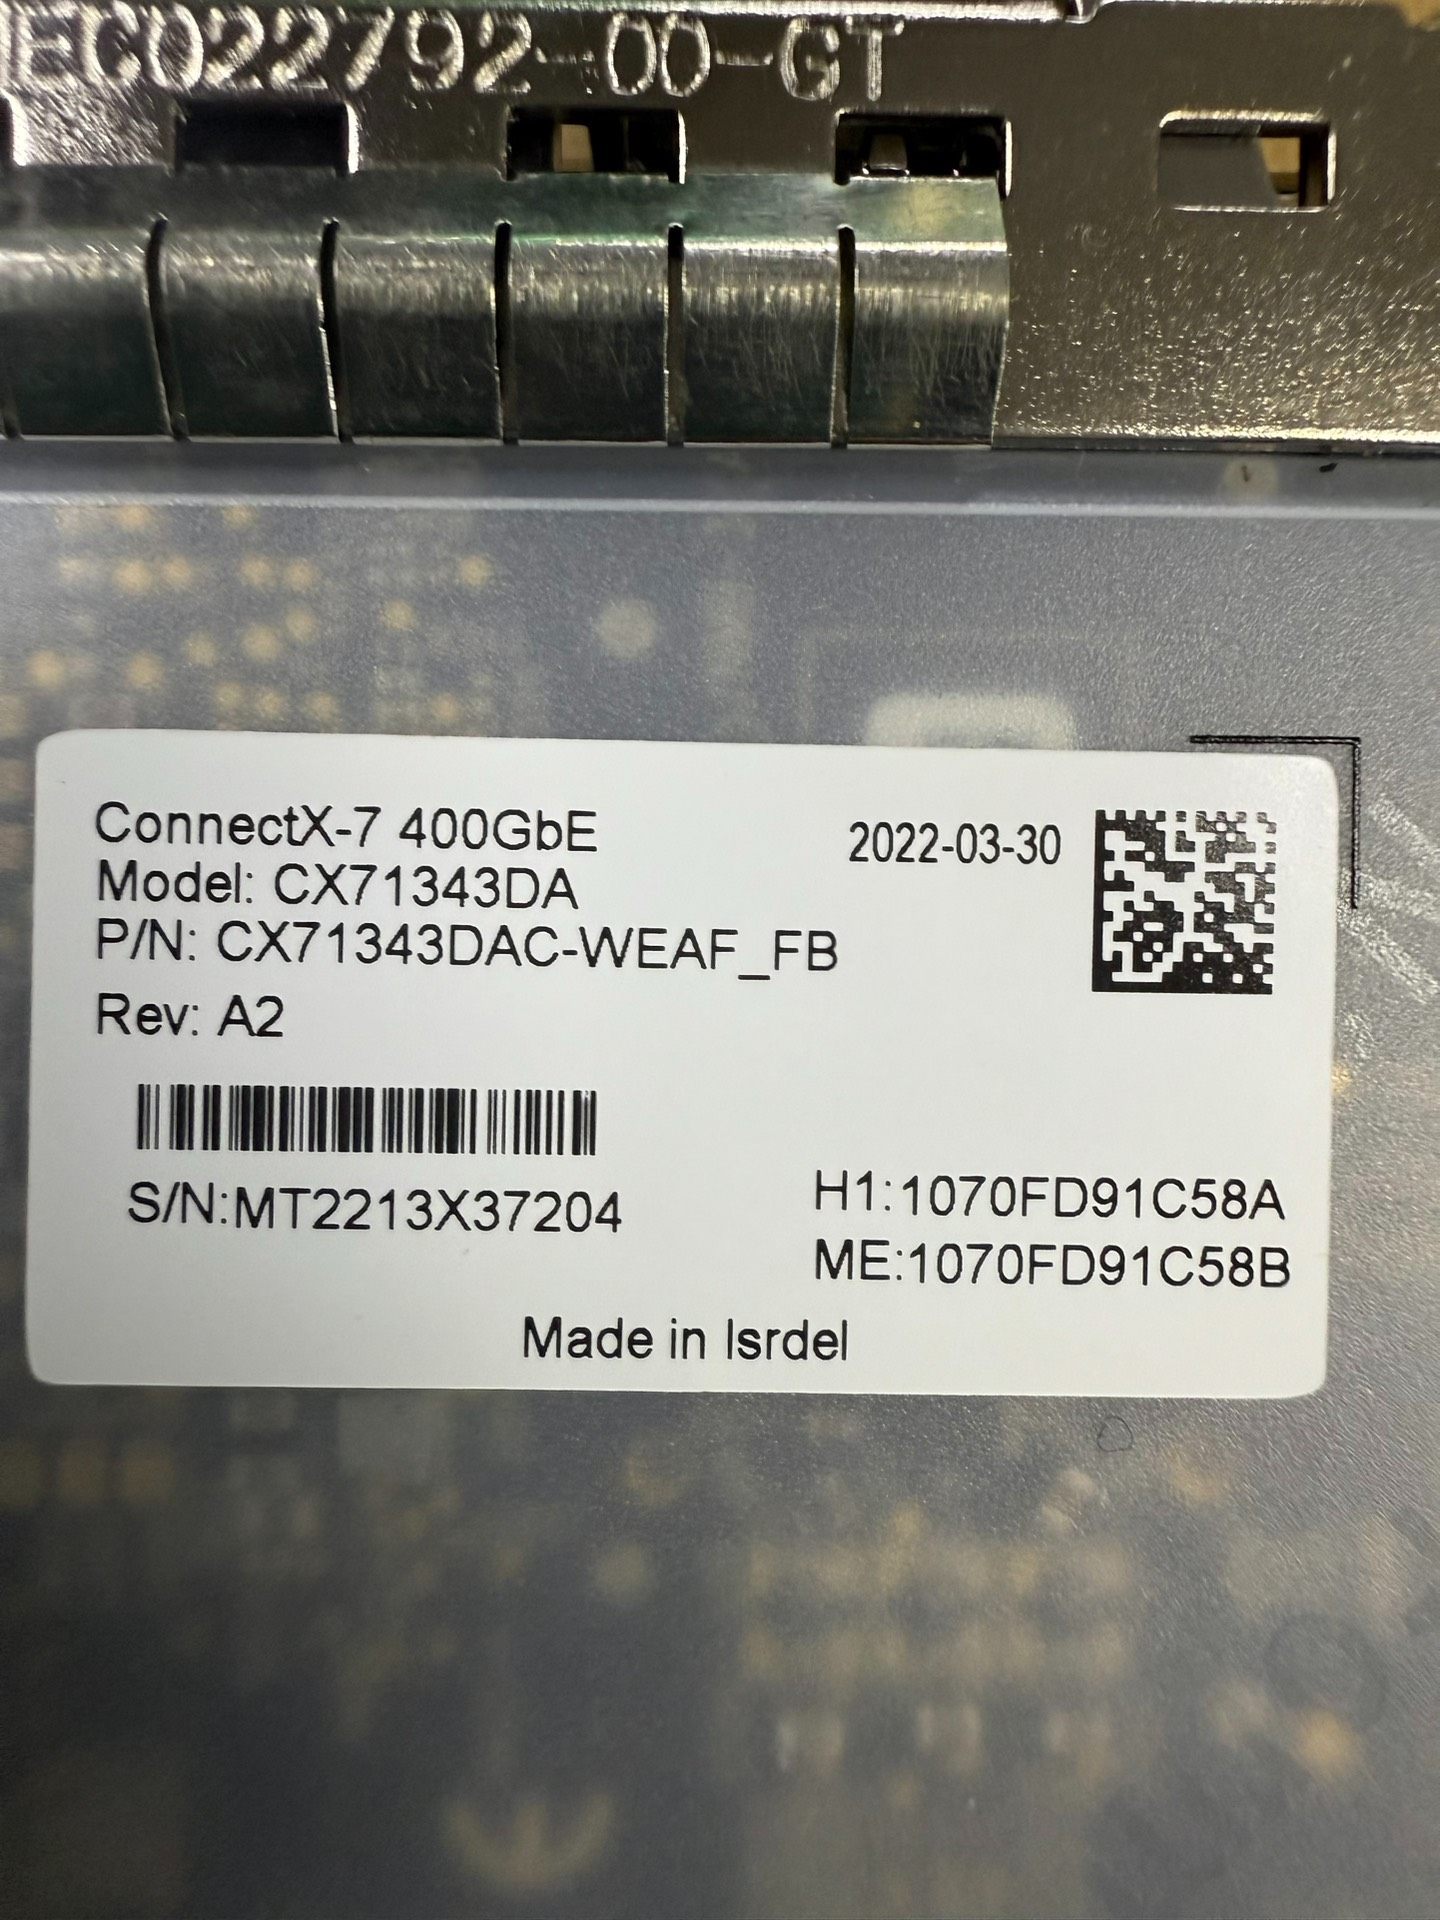 MEC022792-00-GT
ConnectX-7 400GbE
2022-03-30
Model: CX71343DA
P/N: CX71343DAC-WEAF_FB
Rev: A2
S/N:MT2213X37204
H1:1070FD91C58A
ME:1070FD91C58B
Made in Isrdel